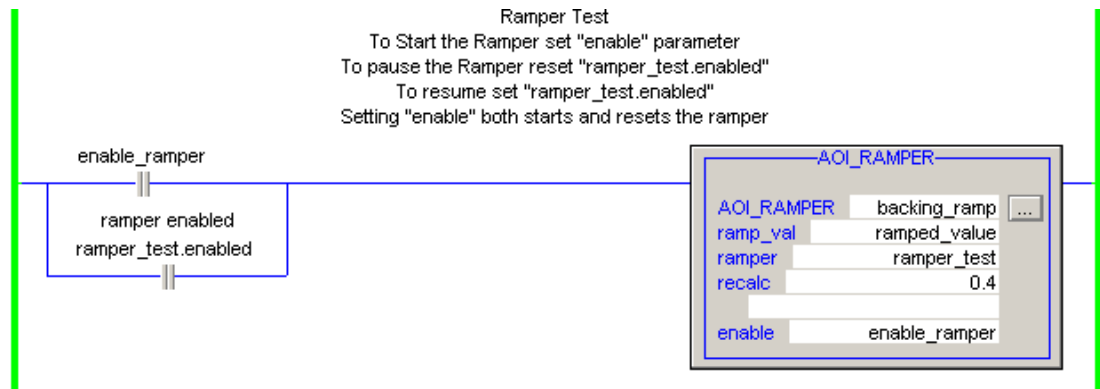 Ramper Test
To Start the Ramper set "enable" parameter
To pause the Ramper reset "ramper_test.enabled"
To resume set "ramper_test.enabled"
Setting "enable" both starts and resets the ramper
enable_ramper
ramper enabled
ramper_test.enabled
AOI_RAMPER
AOI_RAMPER backing_ramp ...
ramp_val ramped_value
ramper ramper_test
recalc 0.4
enable enable_ramper